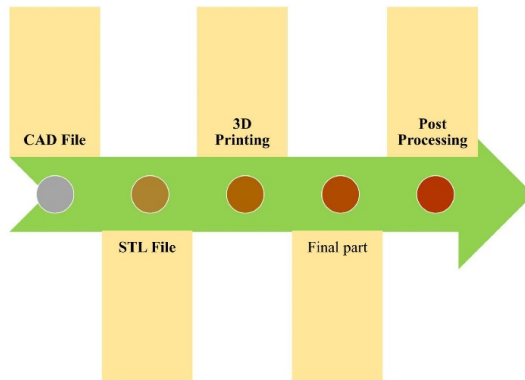 CAD File
STL File
3D
Printing
Final part
Post
Processing